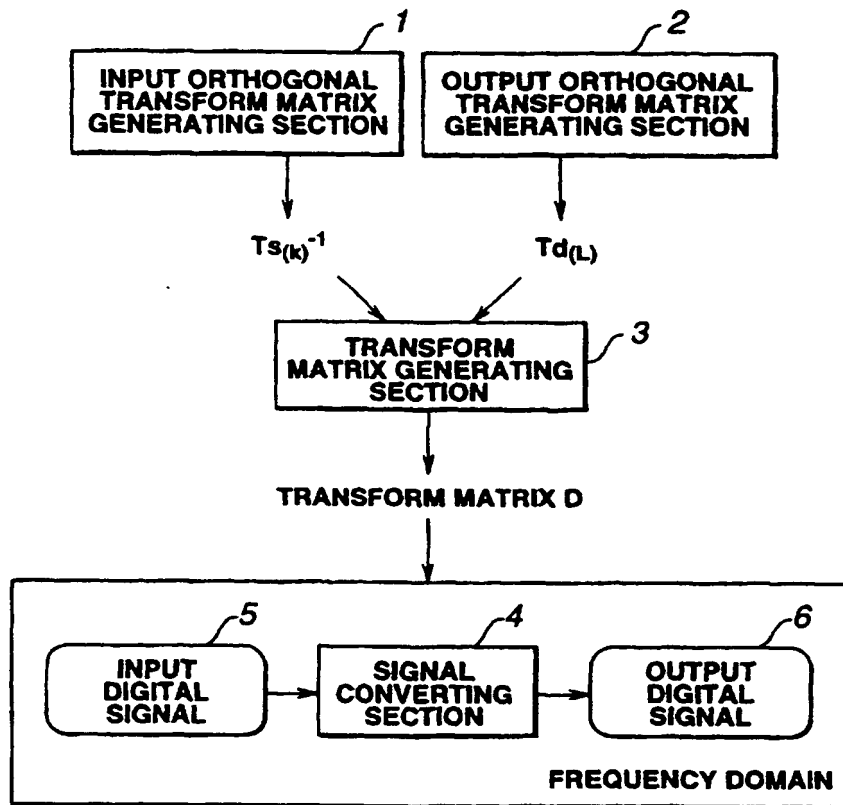 1
2
INPUT ORTHOGONAL
TRANSFORM MATRIX
GENERATING SECTION
OUTPUT ORTHOGONAL
TRANSFORM MATRIX
GENERATING SECTION
Ts(k)-1
Td(L)
3
TRANSFORM
MATRIX GENERATING
SECTION
TRANSFORM MATRIX D
5
4
6
INPUT
DIGITAL
SIGNAL
SIGNAL
CONVERTING
SECTION
OUTPUT
DIGITAL
SIGNAL
FREQUENCY DOMAIN